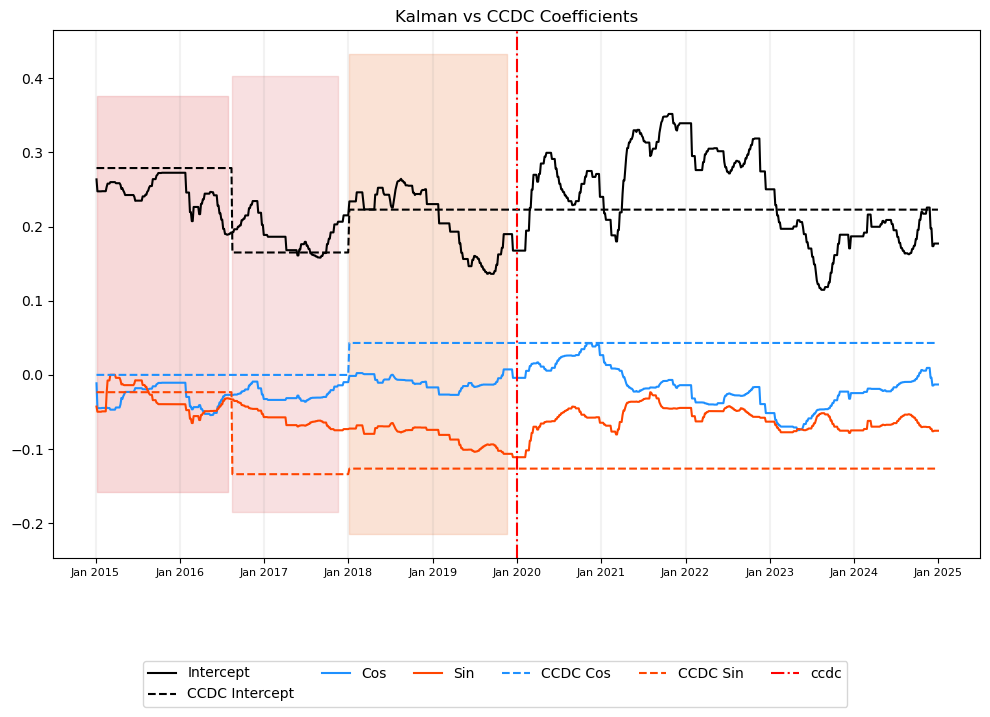 Kalman vs CCDC Coefficients
0.4
0.3
0.2
0.1
0.0
−0.1
−0.2
Jan 2015 Jan 2016 Jan 2017 Jan 2018 Jan 2019 Jan 2020 Jan 2021 Jan 2022 Jan 2023 Jan 2024 Jan 2025
Intercept Cos Sin CCDC Cos CCDC Sin ccdc
CCDC Intercept